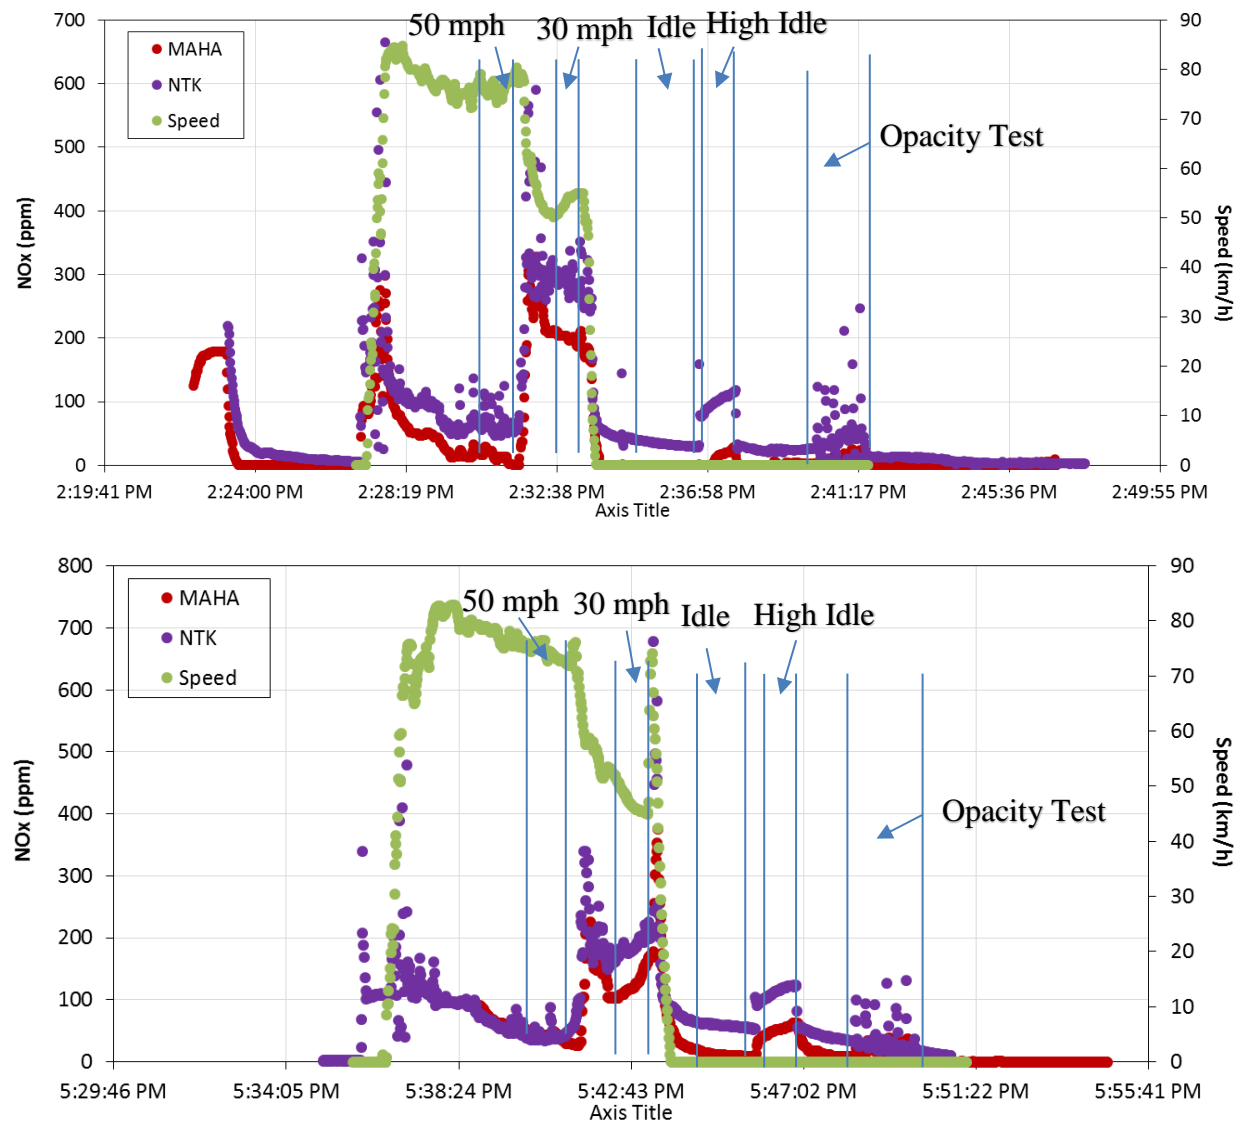 700
600
500
400
300
200
100
0
NOx (ppm)
MAHA
NTK
Speed
50 mph
30 mph
Idle
High Idle
Opacity Test
90
80
70
60
50
40
30
20
10
0
Speed (km/h)
2:19:41 PM
2:24:00 PM
2:28:19 PM
2:32:38 PM
2:36:58 PM
2:41:17 PM
2:45:36 PM
2:49:55 PM
Axis Title
800
700
600
500
400
300
200
100
0
NOx (ppm)
MAHA
NTK
Speed
50 mph
30 mph
Idle
High Idle
Opacity Test
90
80
70
60
50
40
30
20
10
0
Speed (km/h)
5:29:46 PM
5:34:05 PM
5:38:24 PM
5:42:43 PM
5:47:02 PM
5:51:22 PM
5:55:41 PM
Axis Title